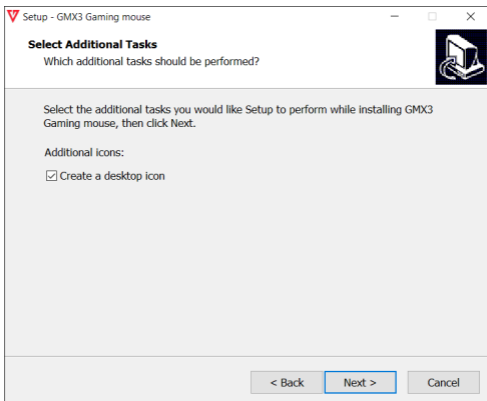 Setup - GMX3 Gaming mouse
Select Additional Tasks
Which additional tasks should be performed?
Select the additional tasks you would like Setup to perform while installing GMX3
Gaming mouse, then click Next.
Additional icons:
Create a desktop icon
< Back
Next >
Cancel